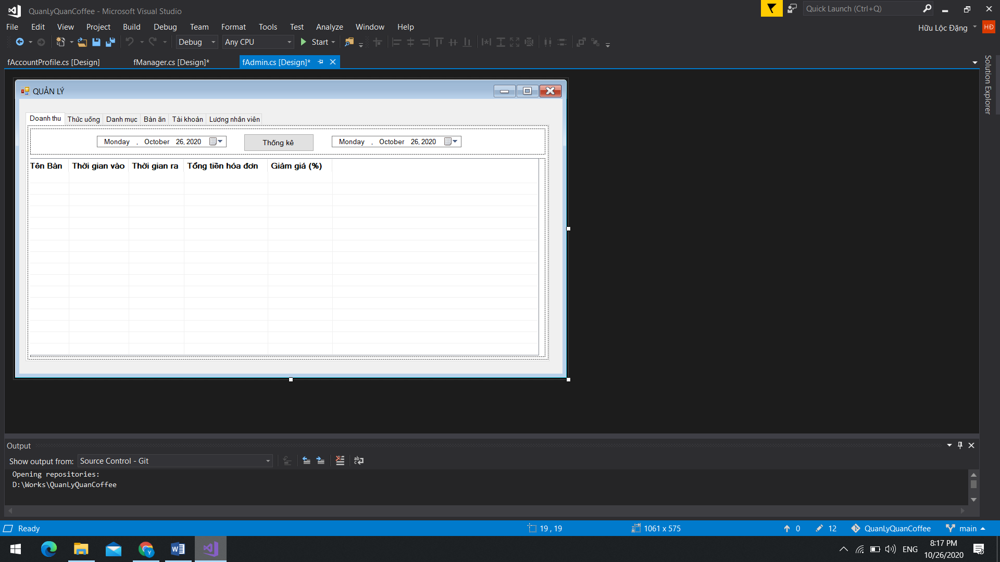 QuanLyQuanCoffee - Microsoft Visual Studio
Quick Launch (Ctrl+Q)
File Edit View Project Build Debug Team Format Tools Test Analyze Window Help
Hữu Lộc Đặng HĐ
Debug Any CPU Start
fAccountProfile.cs [Design] fManager.cs [Design]* fAdmin.cs [Design]*
Solution Explorer
QUẢN LÝ
Doanh thu Thức uống Danh mục Bàn ăn Tài khoản Lương nhân viên
Monday , October 26, 2020 Thống kê Monday , October 26, 2020
Tên Bàn Thời gian vào Thời gian ra Tổng tiền hóa đơn Giảm giá (%)
Output
Show output from: Source Control - Git
Opening repositories:
D:\Works\QuanLyQuanCoffee
Ready 19 , 19 1061 x 575 0 12 QuanLyQuanCoffee main
ENG
8:17 PM
10/26/2020